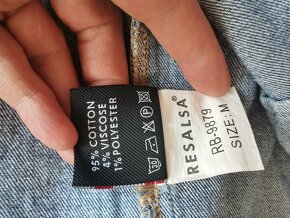 95% COTTON
4% VISCOSE
1% POLYESTER
RESALSA®
RB-9879
SIZE: M